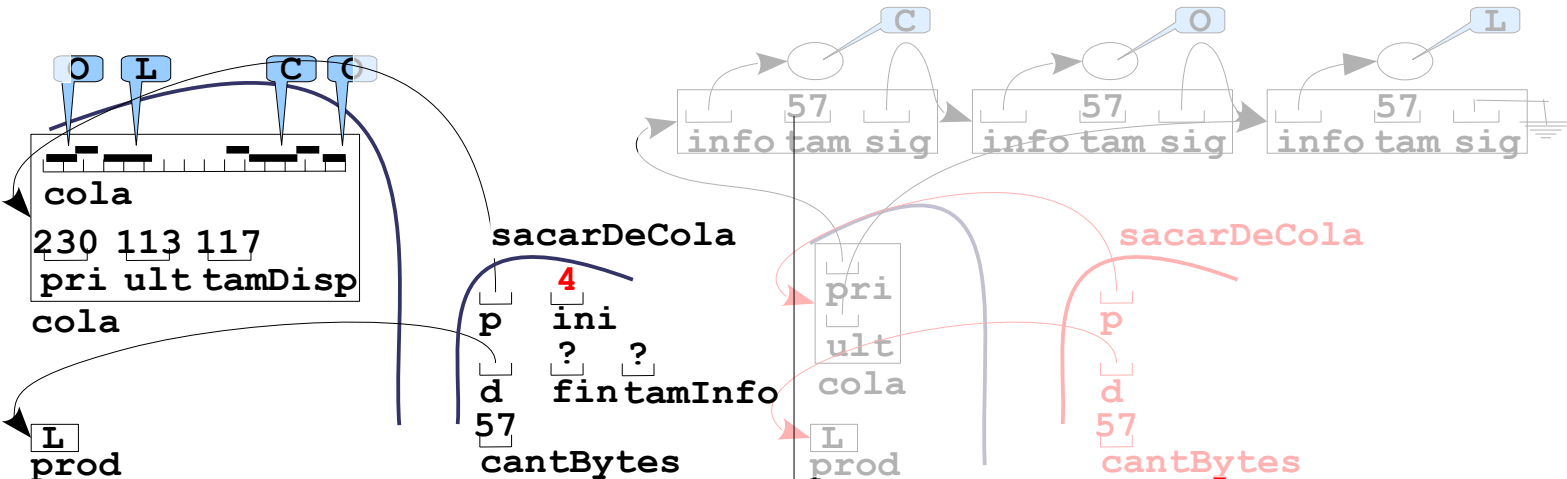 C O L
O L C O
57 57 57
info tam sig info tam sig info tam sig
cola
230 113 117
pri ult tamDisp
cola
sacarDeCola
4
p ini
? ?
d fin tamInfo
57
cantBytes
L
prod
sacarDeCola
pri
p
ult
cola
d
57
cantBytes
L
prod